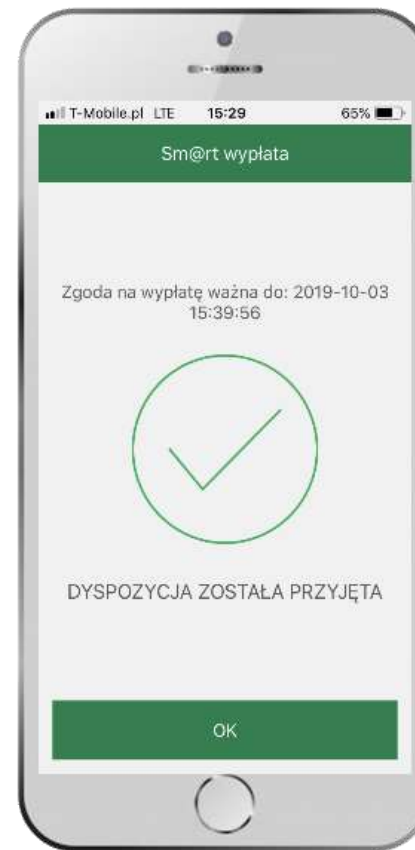 T-Mobile.pl LTE 15:29 65%
Sm@rt wypłata
Zgoda na wypłatę ważna do: 2019-10-03
15:39:56
DYSPOZYCJA ZOSTAŁA PRZYJĘTA
OK